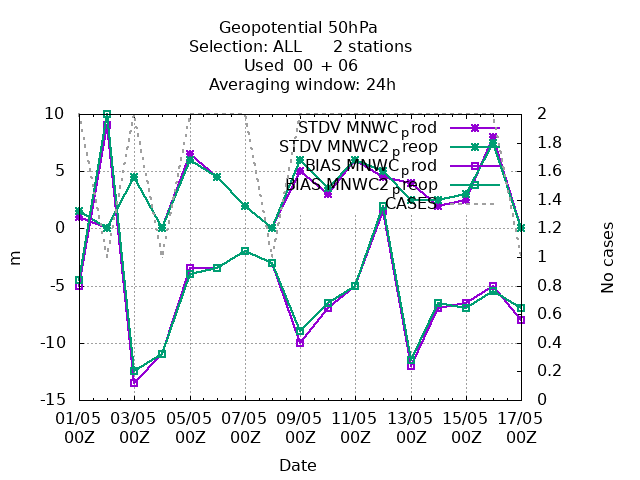 Geopotential 50hPa
Selection: ALL 2 stations
Used 00 + 06
Averaging window: 24h
STDV MNWC_prod
STDV MNWC2_preop
BIAS MNWC_prod
BIAS MNWC2_preop
CASES
10
5
0
-5
-10
-15
m
2
1.8
1.6
1.4
1.2
1
0.8
0.6
0.4
0.2
0
No cases
01/05 03/05 05/05 07/05 09/05 11/05 13/05 15/05 17/05
00Z 00Z 00Z 00Z 00Z 00Z 00Z 00Z 00Z
Date